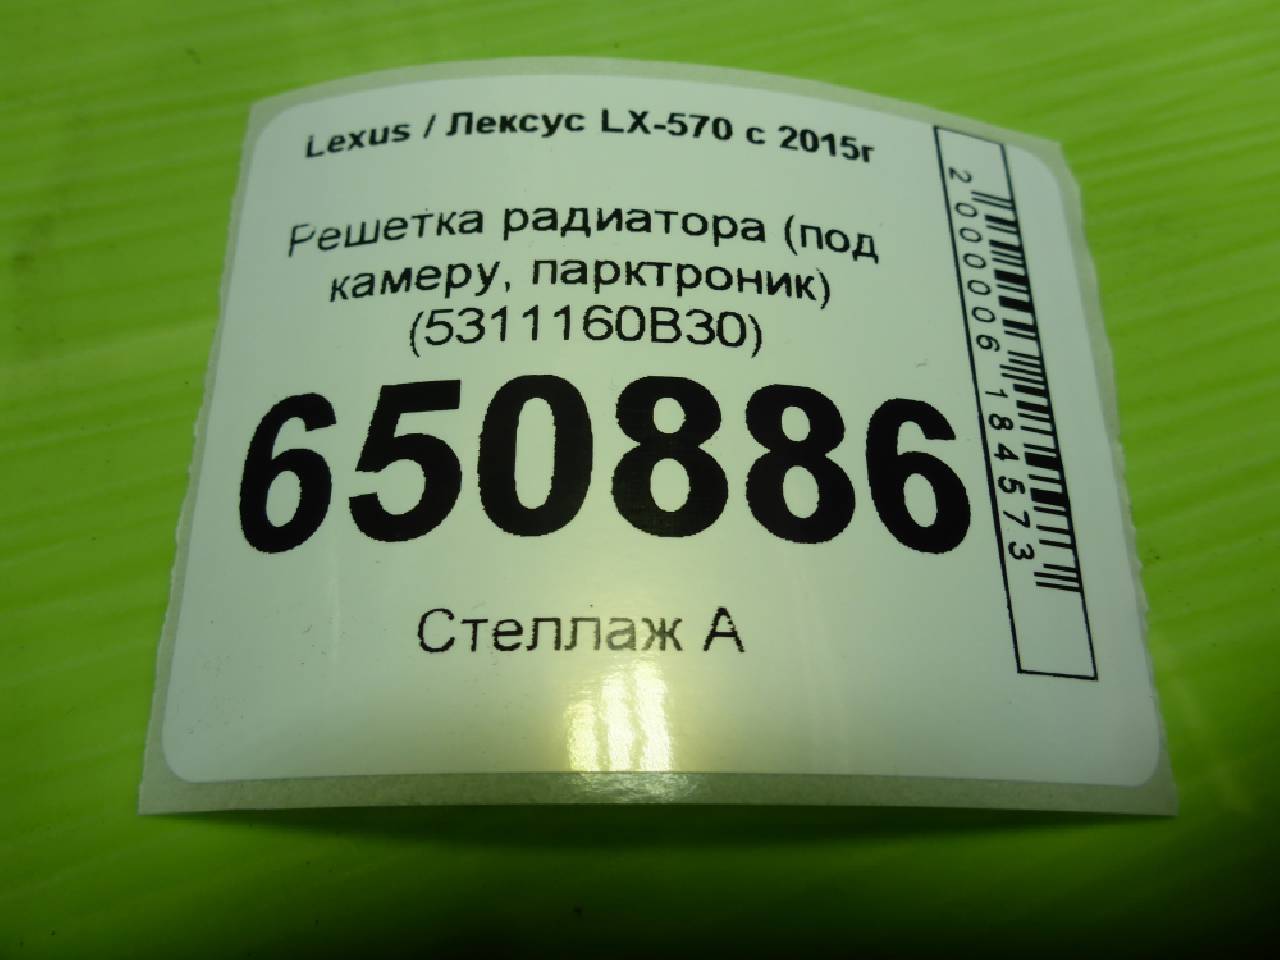 Lexus / Лексус LX-570 с 2015г
Решетка радиатора (под
камеру, парктроник)
(5311160B30)
650886
Стеллаж А
2000006184573